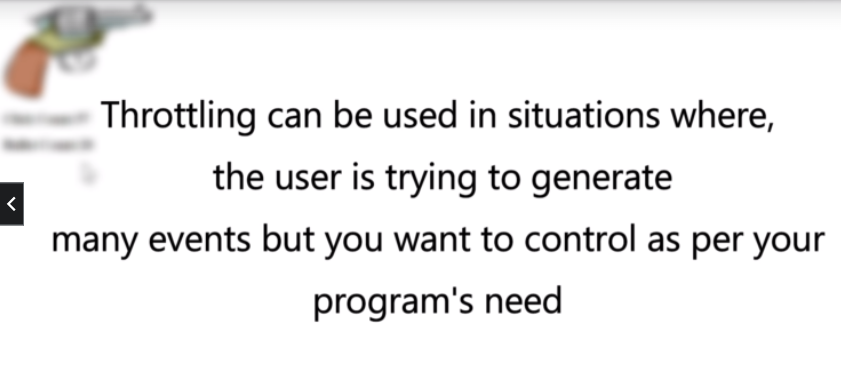 Throttling can be used in situations where,
the user is trying to generate
many events but you want to control as per your
program's need